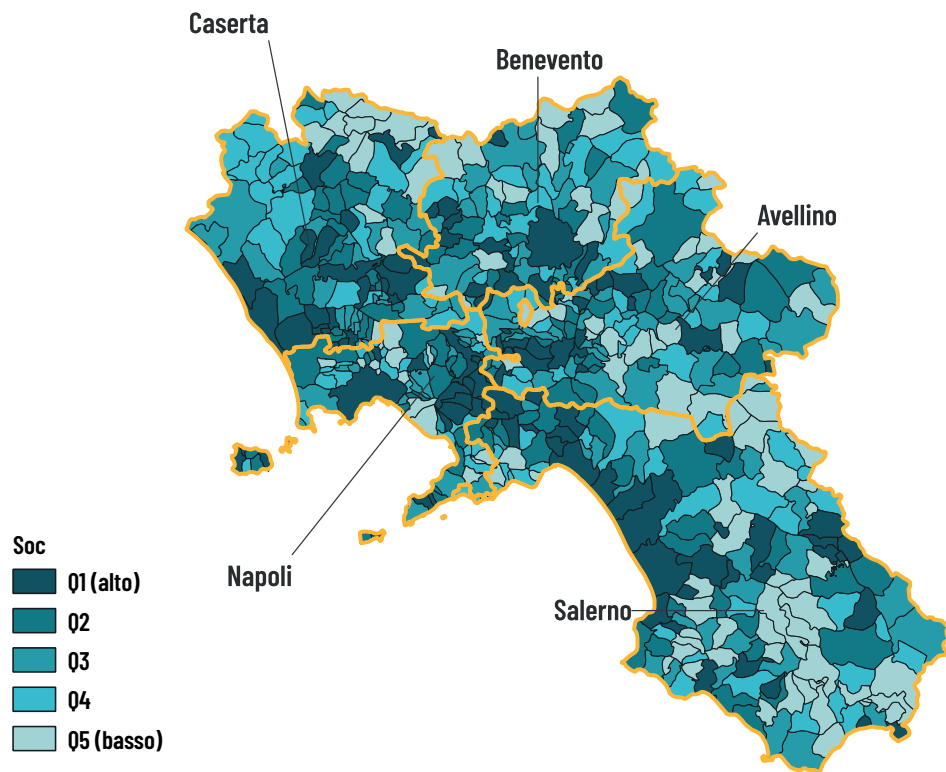 Caserta
Benevento
Avellino
Napoli
Salerno
Soc
Q1 (alto)
Q2
Q3
Q4
Q5 (basso)